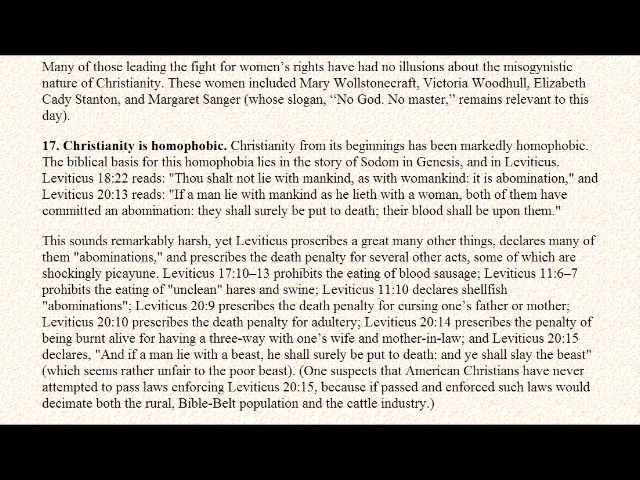 Many of those leading the fight for women’s rights have had no illusions about the misogynistic
nature of Christianity. These women included Mary Wollstonecraft, Victoria Woodhull, Elizabeth
Cady Stanton, and Margaret Sanger (whose slogan, “No God. No master,” remains relevant to this
day).
17. Christianity is homophobic. Christianity from its beginnings has been markedly homophobic.
The biblical basis for this homophobia lies in the story of Sodom in Genesis, and in Leviticus.
Leviticus 18:22 reads: "Thou shalt not lie with mankind, as with womankind: it is abomination," and
Leviticus 20:13 reads: "If a man lie with mankind as he lieth with a woman, both of them have
committed an abomination: they shall surely be put to death; their blood shall be upon them."
This sounds remarkably harsh, yet Leviticus proscribes a great many other things, declares many of
them "abominations," and prescribes the death penalty for several other acts, some of which are
shockingly picayune. Leviticus 17:10–13 prohibits the eating of blood sausage; Leviticus 11:6–7
prohibits the eating of "unclean" hares and swine; Leviticus 11:10 declares shellfish
"abominations"; Leviticus 20:9 prescribes the death penalty for cursing one’s father or mother;
Leviticus 20:10 prescribes the death penalty for adultery; Leviticus 20:14 prescribes the penalty of
being burnt alive for having a three-way with one’s wife and mother-in-law; and Leviticus 20:15
declares, "And if a man lie with a beast, he shall surely be put to death: and ye shall slay the beast"
(which seems rather unfair to the poor beast). (One suspects that American Christians have never
attempted to pass laws enforcing Leviticus 20:15, because if passed and enforced such laws would
decimate both the rural, Bible-Belt population and the cattle industry.)